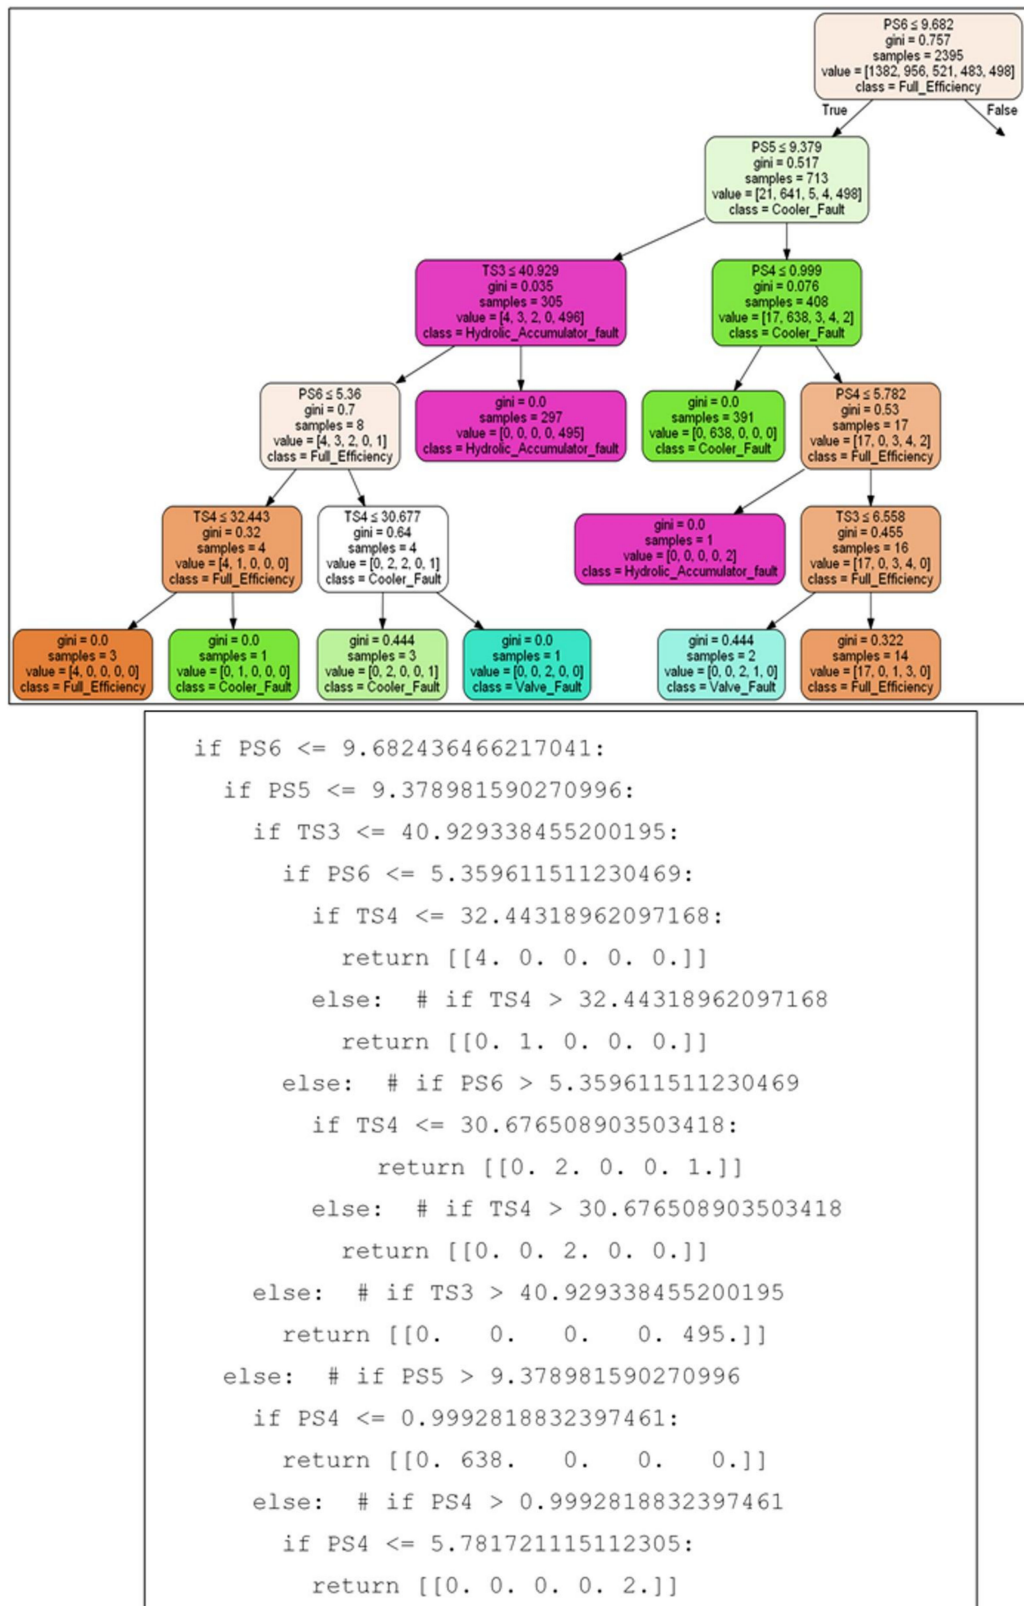 PS6 ≤ 9.682
gini = 0.757
samples = 2395
value = [1382, 956, 521, 483, 498]
class = Full_Efficiency
True
False
PS5 ≤ 9.379
gini = 0.517
samples = 713
value = [21, 641, 5, 4, 498]
class = Cooler_Fault
TS3 ≤ 40.929
gini = 0.035
samples = 305
value = [4, 3, 2, 0, 496]
class = Hydrolic_Accumulator_fault
PS4 ≤ 0.999
gini = 0.076
samples = 408
value = [17, 638, 3, 4, 2]
class = Cooler_Fault
PS6 ≤ 5.36
gini = 0.7
samples = 8
value = [4, 3, 2, 0, 1]
class = Full_Efficiency
gini = 0.0
samples = 297
value = [0, 0, 0, 0, 495]
class = Hydrolic_Accumulator_fault
gini = 0.0
samples = 391
value = [0, 638, 0, 0, 0]
class = Cooler_Fault
PS4 ≤ 5.782
gini = 0.53
samples = 17
value = [17, 0, 3, 4, 2]
class = Full_Efficiency
TS4 ≤ 32.443
gini = 0.32
samples = 4
value = [4, 1, 0, 0, 0]
class = Full_Efficiency
TS4 ≤ 30.677
gini = 0.64
samples = 4
value = [0, 2, 2, 0, 1]
class = Cooler_Fault
gini = 0.0
samples = 1
value = [0, 0, 0, 0, 2]
class = Hydrolic_Accumulator_fault
TS3 ≤ 6.558
gini = 0.455
samples = 16
value = [17, 0, 3, 4, 0]
class = Full_Efficiency
gini = 0.0
samples = 3
value = [4, 0, 0, 0, 0]
class = Full_Efficiency
gini = 0.0
samples = 1
value = [0, 1, 0, 0, 0]
class = Cooler_Fault
gini = 0.444
samples = 3
value = [0, 2, 0, 0, 1]
class = Cooler_Fault
gini = 0.0
samples = 1
value = [0, 0, 2, 0, 0]
class = Valve_Fault
gini = 0.444
samples = 2
value = [0, 0, 2, 1, 0]
class = Valve_Fault
gini = 0.322
samples = 14
value = [17, 0, 1, 3, 0]
class = Full_Efficiency
if PS6 <= 9.682436466217041:
if PS5 <= 9.378981590270996:
if TS3 <= 40.929338455200195:
if PS6 <= 5.359611511230469:
if TS4 <= 32.44318962097168:
return [[4. 0. 0. 0. 0.]]
else:  # if TS4 > 32.44318962097168
return [[0. 1. 0. 0. 0.]]
else:  # if PS6 > 5.359611511230469
if TS4 <= 30.676508903503418:
return [[0. 2. 0. 0. 1.]]
else:  # if TS4 > 30.676508903503418
return [[0. 0. 2. 0. 0.]]
else:  # if TS3 > 40.929338455200195
return [[0.   0.   0.   0. 495.]]
else:  # if PS5 > 9.378981590270996
if PS4 <= 0.9992818832397461:
return [[0. 638.   0.   0.   0.]]
else:  # if PS4 > 0.9992818832397461
if PS4 <= 5.781721115112305:
return [[0. 0. 0. 0. 2.]]